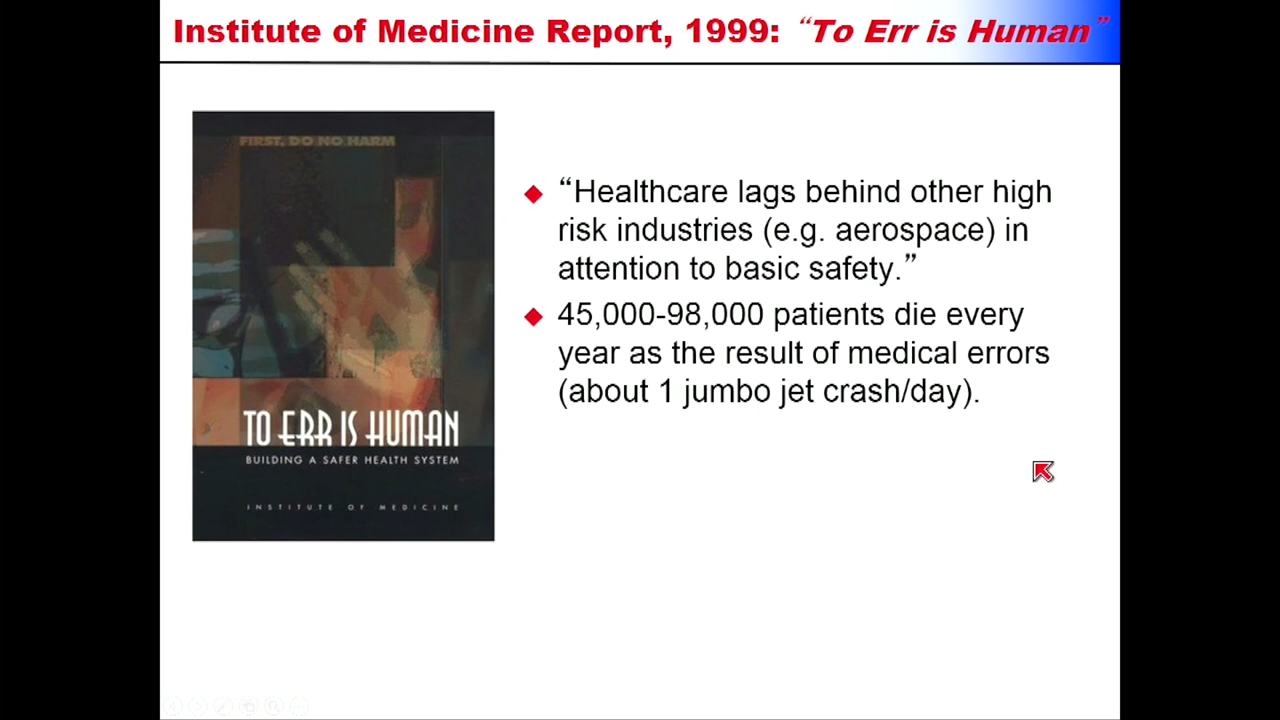 Institute of Medicine Report, 1999: “To Err is Human”
FIRST, DO NO HARM
TO ERR IS HUMAN
BUILDING A SAFER HEALTH SYSTEM
INSTITUTE OF MEDICINE
“Healthcare lags behind other high
risk industries (e.g. aerospace) in
attention to basic safety.”
45,000-98,000 patients die every
year as the result of medical errors
(about 1 jumbo jet crash/day).